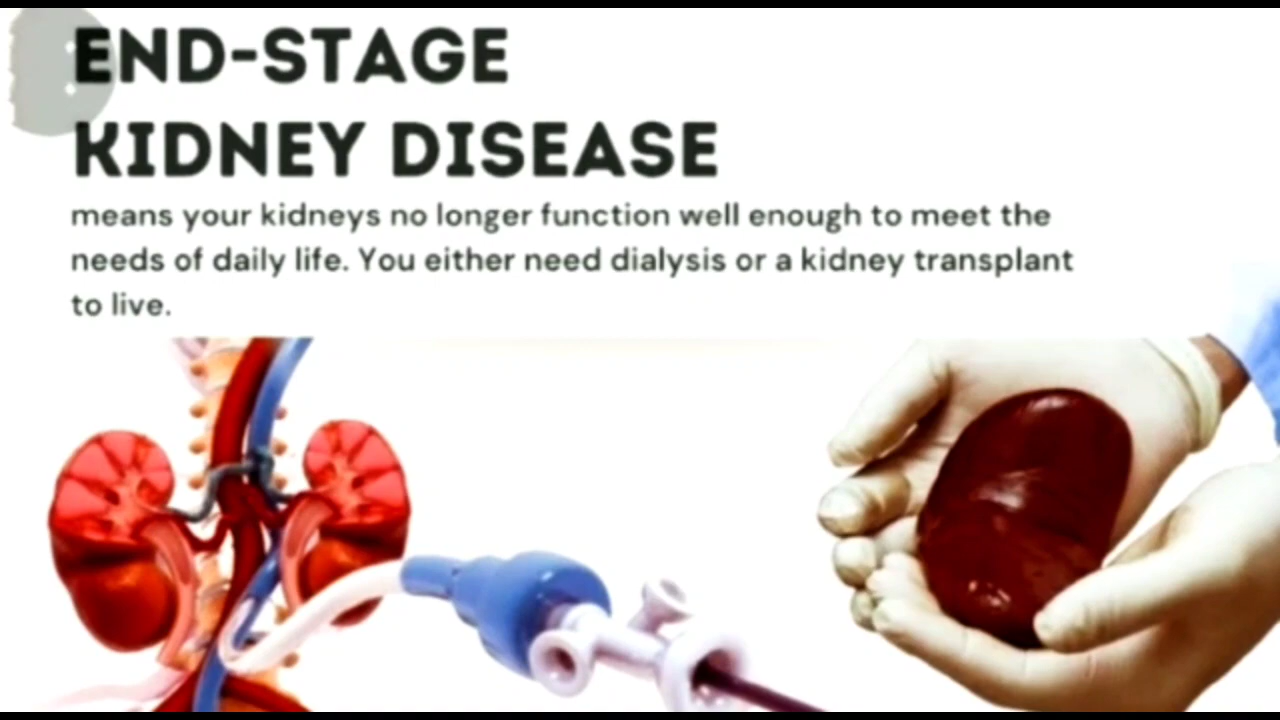 END-STAGE
KIDNEY DISEASE
means your kidneys no longer function well enough to meet the
needs of daily life. You either need dialysis or a kidney transplant
to live.